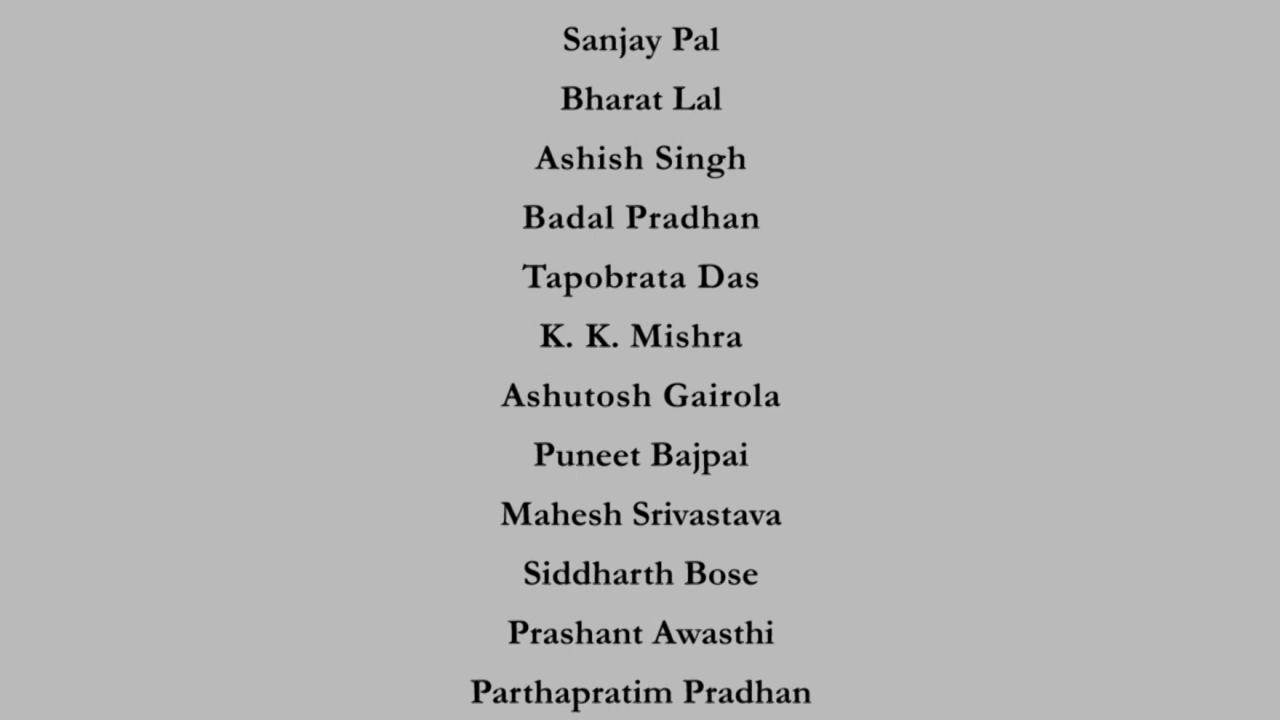 Sanjay Pal
Bharat Lal
Ashish Singh
Badal Pradhan
Tapobrata Das
K. K. Mishra
Ashutosh Gairola
Puneet Bajpai
Mahesh Srivastava
Siddharth Bose
Prashant Awasthi
Parthapratim Pradhan